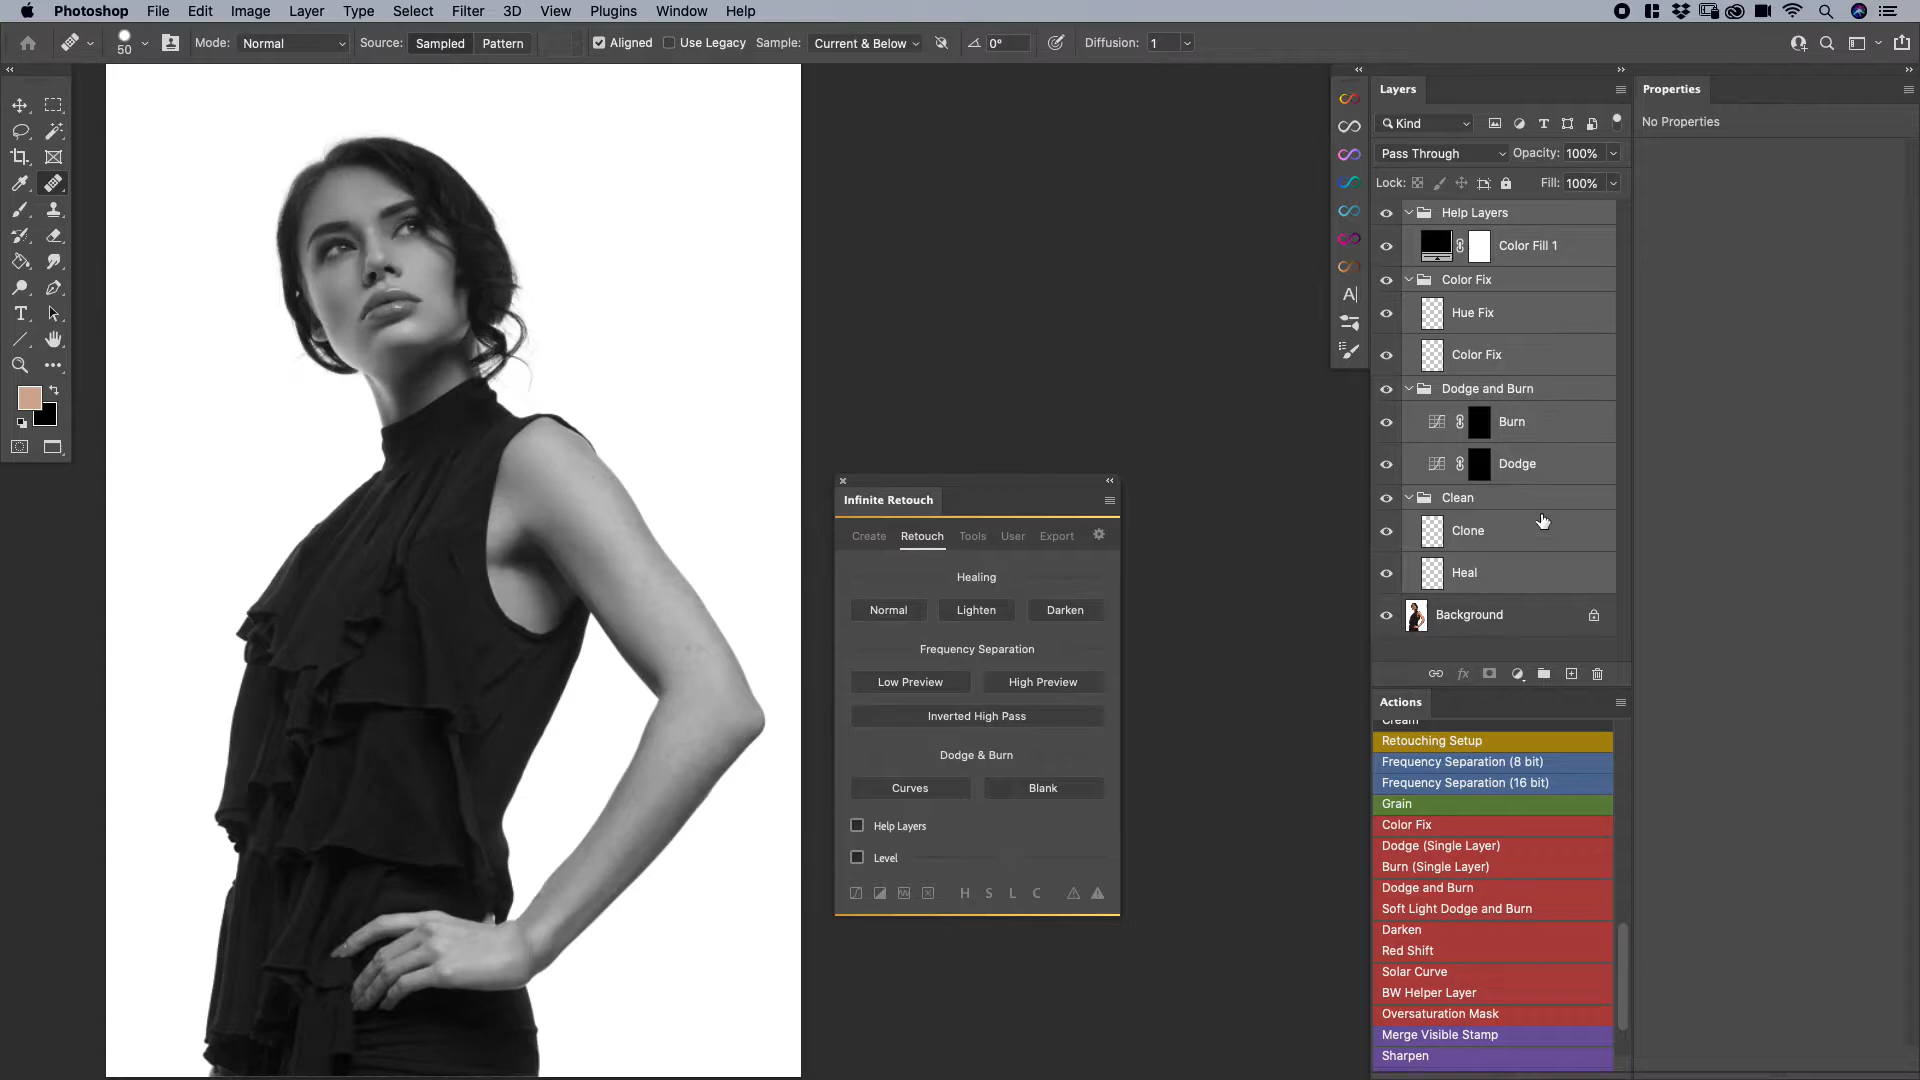 Photoshop File Edit Image Layer Type Select Filter 3D View Plugins Window Help
50 Mode: Normal Source: Sampled Pattern Aligned Use Legacy Sample: Current & Below 0° Diffusion: 1
Layers
Kind
Pass Through Opacity: 100%
Lock: Fill: 100%
Help Layers
Color Fill 1
Color Fix
Hue Fix
Color Fix
Dodge and Burn
Burn
Dodge
Clean
Clone
Heal
Background
Properties
No Properties
Infinite Retouch
Create Retouch Tools User Export
Healing
Normal Lighten Darken
Frequency Separation
Low Preview High Preview
Inverted High Pass
Dodge & Burn
Curves Blank
Help Layers
Level
H S L C
Actions
Cream
Retouching Setup
Frequency Separation (8 bit)
Frequency Separation (16 bit)
Grain
Color Fix
Dodge (Single Layer)
Burn (Single Layer)
Dodge and Burn
Soft Light Dodge and Burn
Darken
Red Shift
Solar Curve
BW Helper Layer
Oversaturation Mask
Merge Visible Stamp
Sharpen